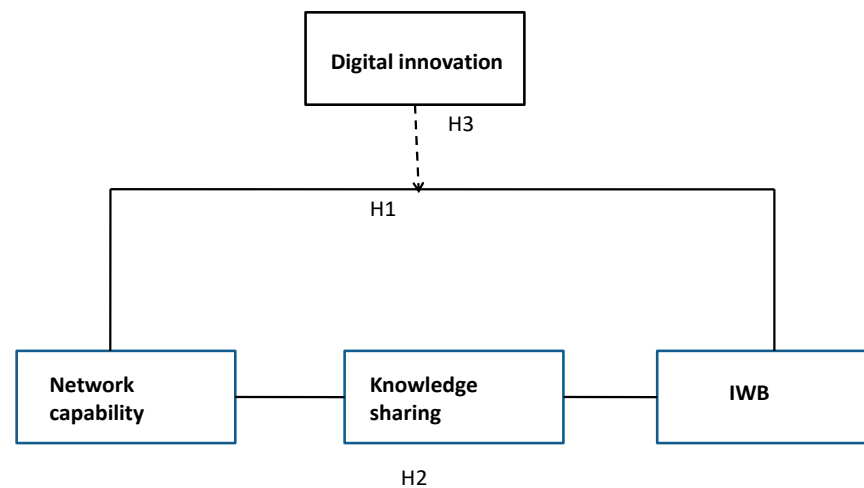 Digital innovation
H3
H1
Network
capability
Knowledge
sharing
IWB
H2